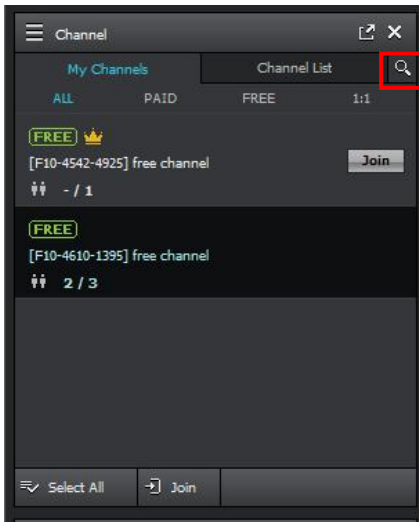 Channel
My Channels Channel List
ALL PAID FREE 1:1
FREE
[F10-4542-4925] free channel
Join
- / 1
FREE
[F10-4610-1395] free channel
2 / 3
Select All Join